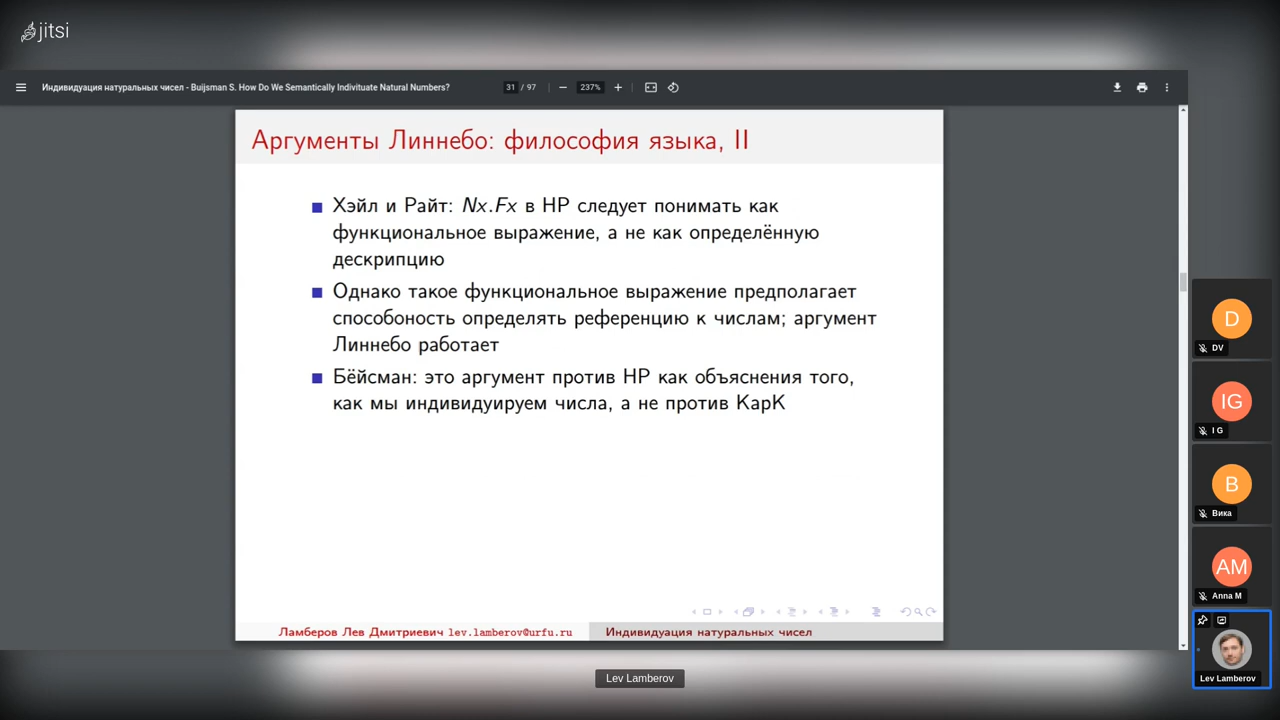 jitsi
Индивидуация натуральных чисел - Buijsman S. How Do We Semantically Indivituate Natural Numbers?
31 / 97
237%
Аргументы Линнебо: философия языка, II
Хэйл и Райт: Nx.Fx в HP следует понимать как
функциональное выражение, а не как определённую
дескрипцию
Однако такое функциональное выражение предполагает
способоность определять референцию к числам; аргумент
Линнебо работает
Бёйсман: это аргумент против HP как объяснения того,
как мы индивидуируем числа, а не против КарК
Ламберов Лев Дмитриевич lev.lamberov@urfu.ru
Индивидуация натуральных чисел
D
DV
IG
I G
B
Вика
AM
Anna M
Lev Lamberov
Lev Lamberov